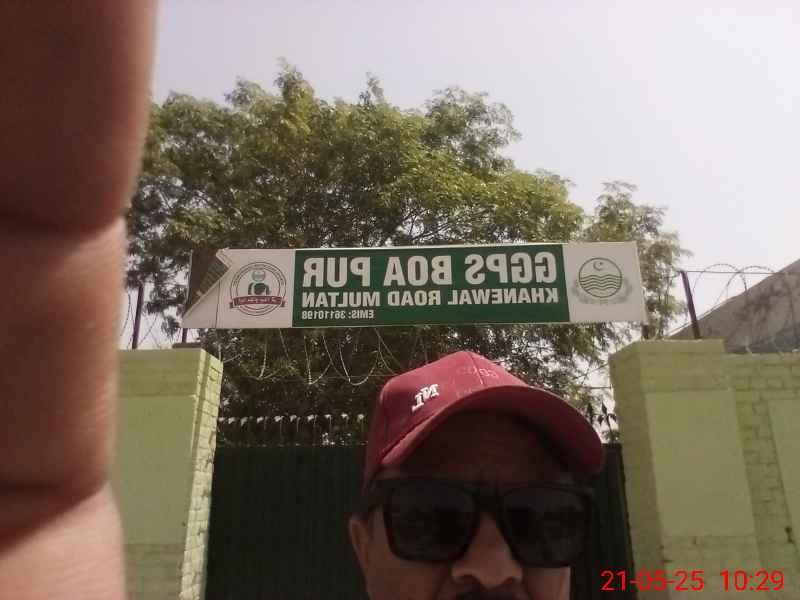 GGPS BOA PUR
KHANEWAL ROAD MULTAN
EMIS: 36110198
21-05-25 10:29